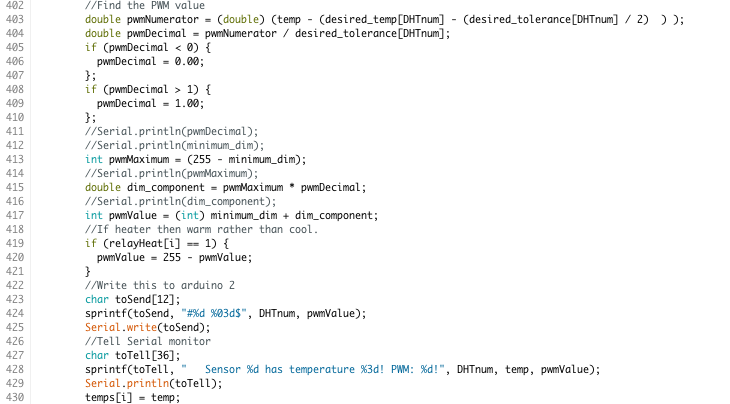 402 //Find the PWM value
403 double pwmNumerator = (double) (temp - (desired_temp[DHTnum] - (desired_tolerance[DHTnum] / 2) ) );
404 double pwmDecimal = pwmNumerator / desired_tolerance[DHTnum];
405 if (pwmDecimal < 0) {
406 pwmDecimal = 0.00;
407 };
408 if (pwmDecimal > 1) {
409 pwmDecimal = 1.00;
410 };
411 //Serial.println(pwmDecimal);
412 //Serial.println(minimum_dim);
413 int pwmMaximum = (255 - minimum_dim);
414 //Serial.println(pwmMaximum);
415 double dim_component = pwmMaximum * pwmDecimal;
416 //Serial.println(dim_component);
417 int pwmValue = (int) minimum_dim + dim_component;
418 //If heater then warm rather than cool.
419 if (relayHeat[i] == 1) {
420 pwmValue = 255 - pwmValue;
421 }
422 //Write this to arduino 2
423 char toSend[12];
424 sprintf(toSend, "#%d %03d$", DHTnum, pwmValue);
425 Serial.write(toSend);
426 //Tell Serial monitor
427 char toTell[36];
428 sprintf(toTell, "   Sensor %d has temperature %3d! PWM: %d!", DHTnum, temp, pwmValue);
429 Serial.println(toTell);
430 temps[i] = temp;